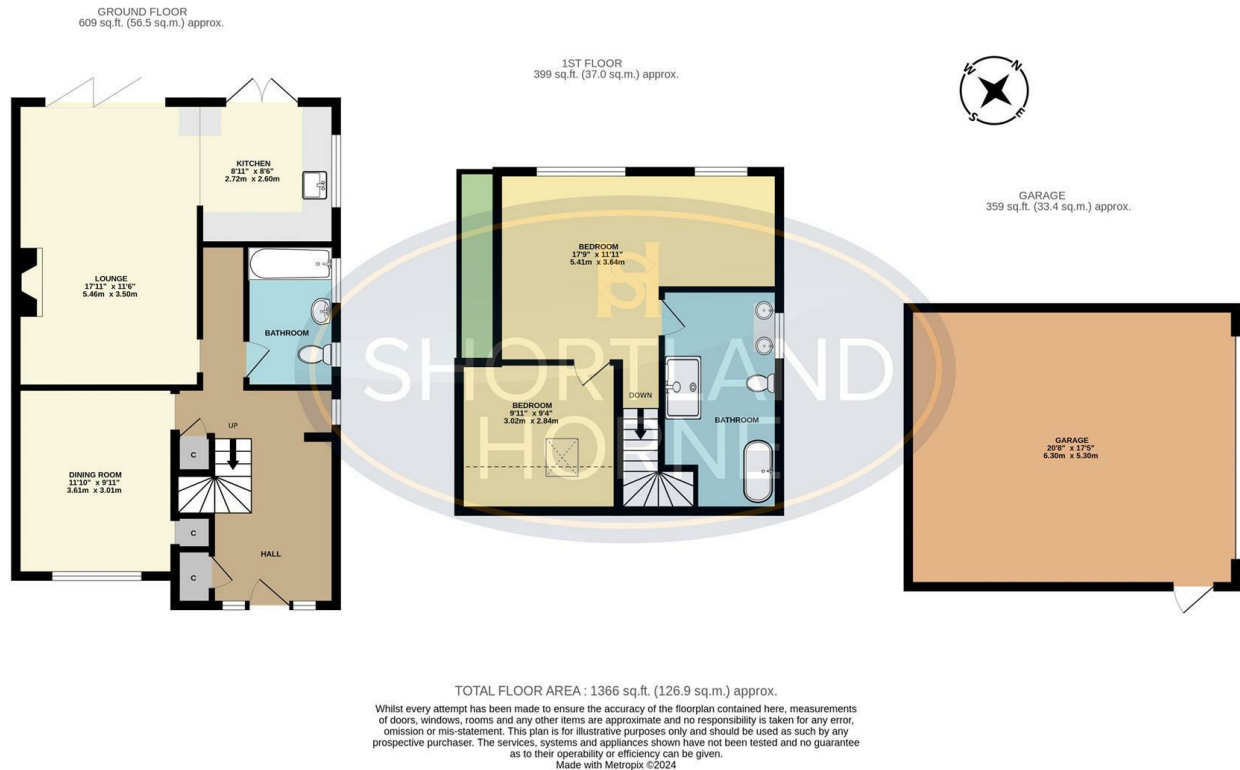 GROUND FLOOR
609 sq.ft. (56.5 sq.m.) approx.
1ST FLOOR
399 sq.ft. (37.0 sq.m.) approx.
W N
S E
GARAGE
359 sq.ft. (33.4 sq.m.) approx.
KITCHEN
8'11" x 8'6"
2.72m x 2.60m
LOUNGE
17'11" x 11'6"
5.46m x 3.50m
BATHROOM
UP
C
DINING ROOM
11'10" x 9'11"
3.61m x 3.01m
C
C
HALL
BEDROOM
17'9" x 11'11"
5.41m x 3.64m
BEDROOM
9'11" x 9'4"
3.02m x 2.84m
DOWN
BATHROOM
SH
SHORTLAND
HORNE
GARAGE
20'8" x 17'5"
6.30m x 5.30m
TOTAL FLOOR AREA : 1366 sq.ft. (126.9 sq.m.) approx.
Whilst every attempt has been made to ensure the accuracy of the floorplan contained here, measurements
of doors, windows, rooms and any other items are approximate and no responsibility is taken for any error,
omission or mis-statement. This plan is for illustrative purposes only and should be used as such by any
prospective purchaser. The services, systems and appliances shown have not been tested and no guarantee
as to their operability or efficiency can be given.
Made with Metropix ©2024